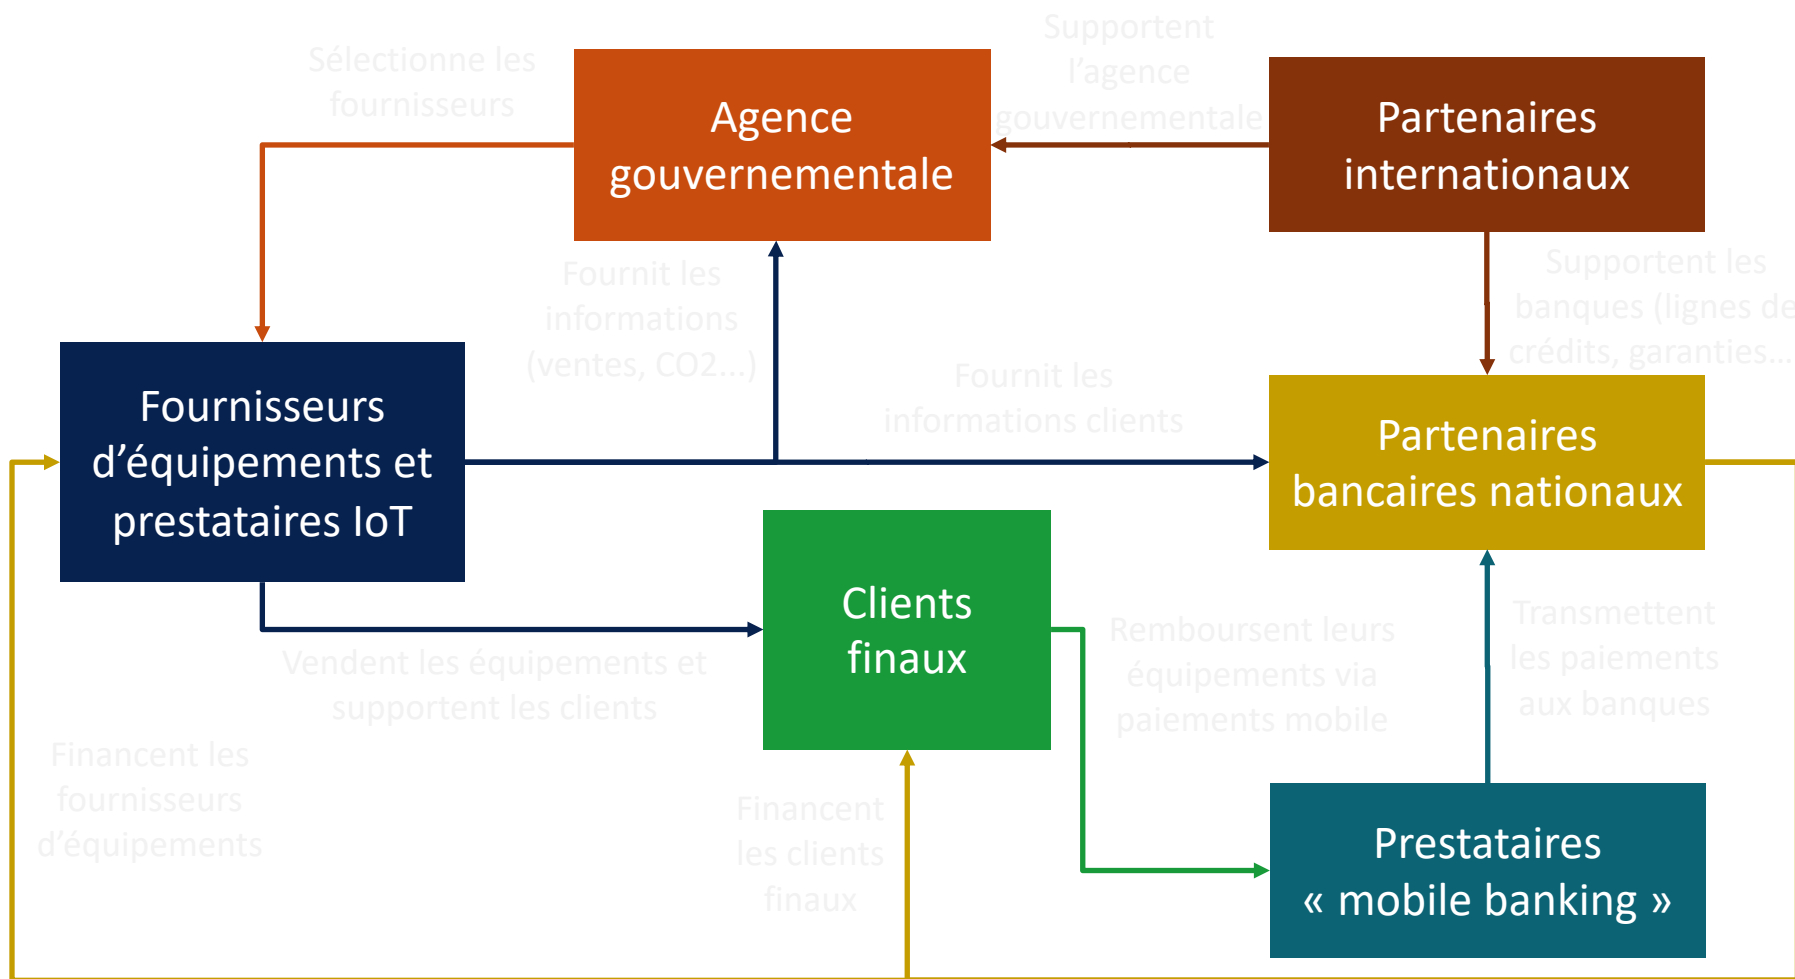 Sélectionne les
fournisseurs
Agence
gouvernementale
Supportent
l’agence
gouvernementale
Partenaires
internationaux
Fournit les
informations
(ventes, CO2...)
Supportent les
banques (lignes de
crédits, garanties...
Fournisseurs
d’équipements et
prestataires IoT
Fournit les
informations clients
Partenaires
bancaires nationaux
Clients
finaux
Vendent les équipements et
supportent les clients
Remboursent leurs
équipements via
paiements mobile
Transmettent
les paiements
aux banques
Financent les
fournisseurs
d’équipements
Financent
les clients
finaux
Prestataires
« mobile banking »